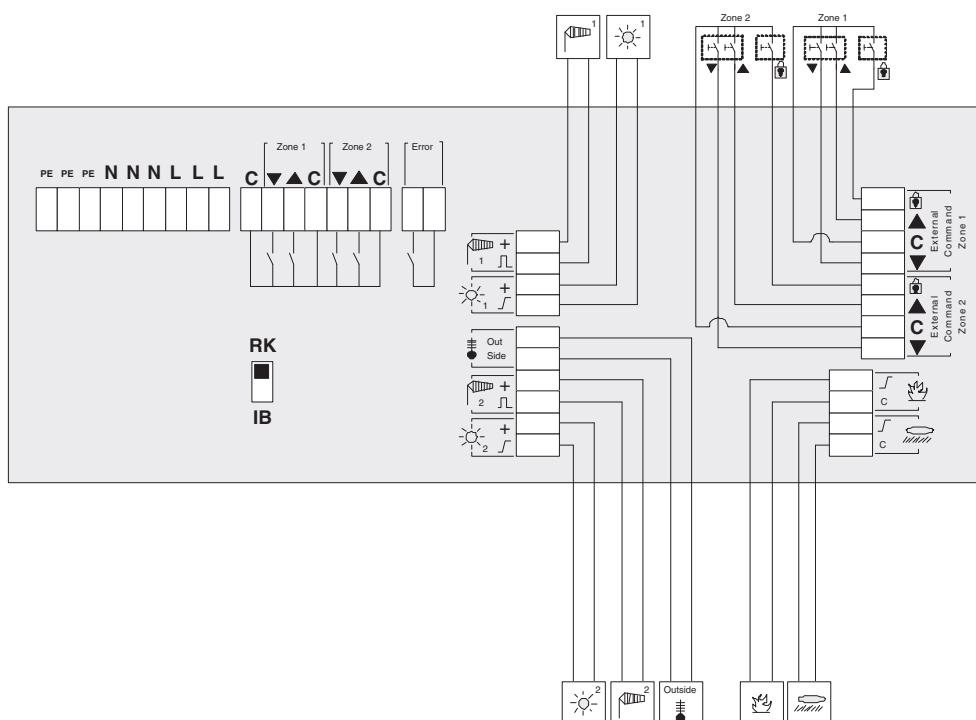 1
1
Zone 2
Zone 1
PE PE PE N N N L L L
Zone 1
Zone 2
Error
C ▼ ▲ C ▼ ▲ C
+
1
+
1
Out
Side
+
2
+
2
RK
IB
C
External
Command
Zone 1
C
External
Command
Zone 2
C
C
2
2
Outside